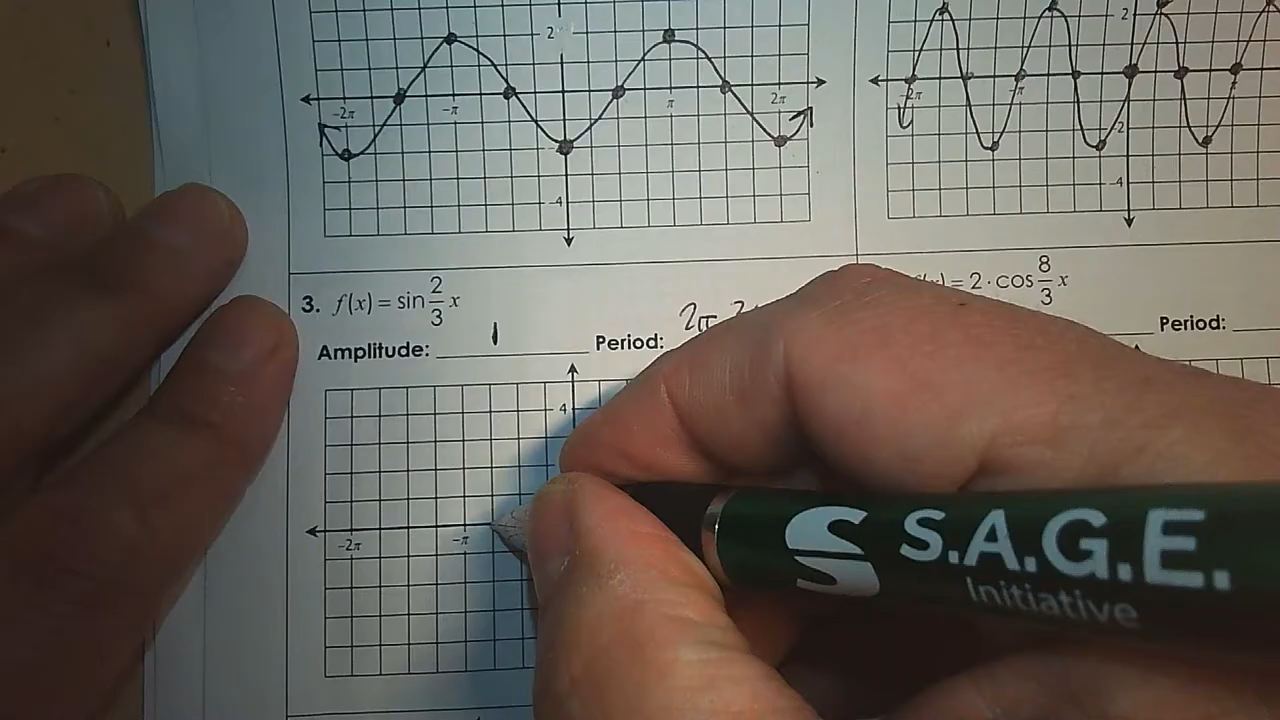 2
-2π
-π
π
2π
-4
2
-2π
-π
-2
-4
3. f(x) = sin 2/3 x
Amplitude: 1 Period: 2π
= 2 · cos 8/3 x
Period:
4
-2π
-π
S.A.G.E.
Initiative